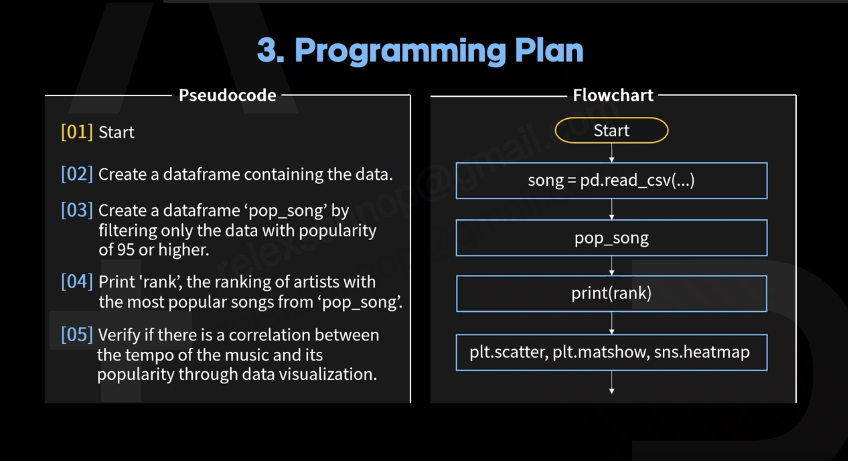 3. Programming Plan
Pseudocode
[01] Start
[02] Create a dataframe containing the data.
[03] Create a dataframe ‘pop_song’ by
filtering only the data with popularity
of 95 or higher.
[04] Print 'rank’, the ranking of artists with
the most popular songs from ‘pop_song’.
[05] Verify if there is a correlation between
the tempo of the music and its
popularity through data visualization.
Flowchart
Start
song = pd.read_csv(...)
pop_song
print(rank)
plt.scatter, plt.matshow, sns.heatmap